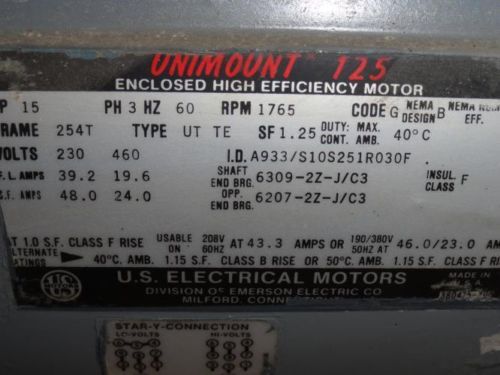 UNIMOUNT 125
ENCLOSED HIGH EFFICIENCY MOTOR
P 15 PH 3 HZ 60 RPM 1765 CODE G NEMA DESIGN B NEMA NOM. EFF.
FRAME 254T TYPE UT TE SF 1.25 DUTY: MAX. CONT. AMB. 40°C
VOLTS 230 460 I.D. A933/S10S251R030F
F.L. AMPS 39.2 19.6 SHAFT END BRG. 6309-2Z-J/C3 INSUL. CLASS F
S.F. AMPS 48.0 24.0 OPP. END BRG. 6207-2Z-J/C3
AT 1.0 S.F. CLASS F RISE USABLE ON 208V 60HZ AT 43.3 AMPS OR 190/380V 50HZ AT 46.0/23.0 AM
ALTERNATE RATINGS 40°C AMB. 1.15 S.F. CLASS B RISE OR 50°C AMB. 1.15 S.F. CLASS F
U.S. ELECTRICAL MOTORS
DIVISION OF EMERSON ELECTRIC CO
MILFORD, CONNECTICUT
MADE IN
U.S.A.
STAR-Y-CONNECTION
LO-VOLTS HI-VOLTS